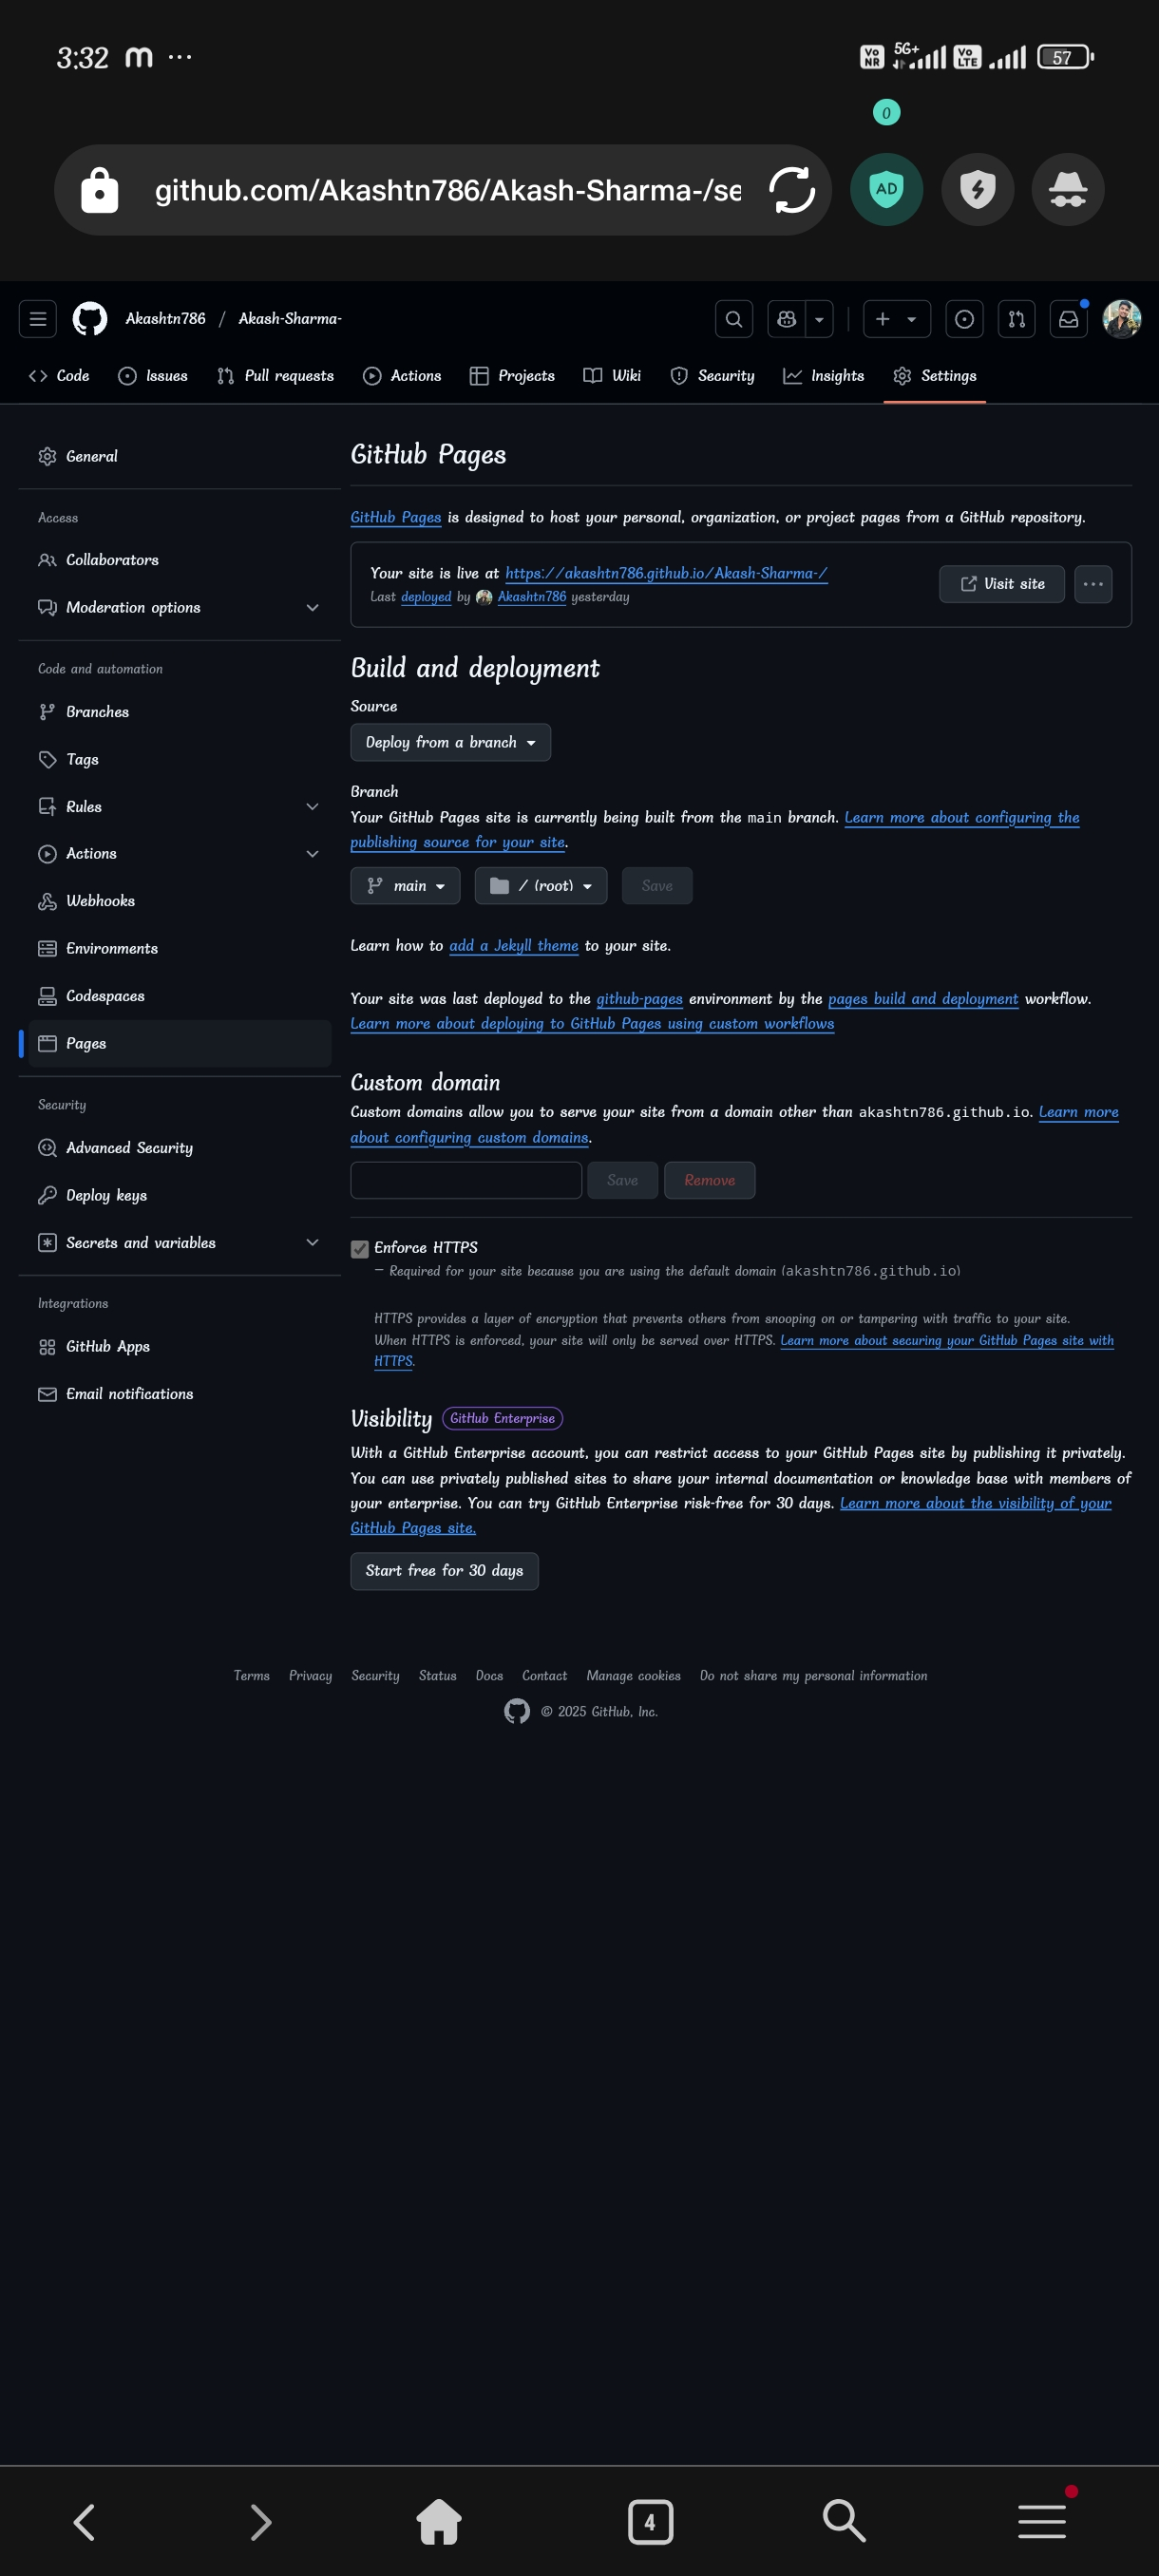 3:32 m ...
Vo NR 5G+ Vo LTE 57
0
github.com/Akashtn786/Akash-Sharma-/se
AD
Akashtn786 / Akash-Sharma-
Code Issues Pull requests Actions Projects Wiki Security Insights Settings
General
Access
Collaborators
Moderation options
Code and automation
Branches
Tags
Rules
Actions
Webhooks
Environments
Codespaces
Pages
Security
Advanced Security
Deploy keys
Secrets and variables
Integrations
GitHub Apps
Email notifications
GitHub Pages
GitHub Pages is designed to host your personal, organization, or project pages from a GitHub repository.
Your site is live at https://akashtn786.github.io/Akash-Sharma-/
Last deployed by Akashtn786 yesterday
Visit site
Build and deployment
Source
Deploy from a branch
Branch
Your GitHub Pages site is currently being built from the main branch. Learn more about configuring the
publishing source for your site.
main / (root) Save
Learn how to add a Jekyll theme to your site.
Your site was last deployed to the github-pages environment by the pages build and deployment workflow.
Learn more about deploying to GitHub Pages using custom workflows
Custom domain
Custom domains allow you to serve your site from a domain other than akashtn786.github.io. Learn more
about configuring custom domains.
Save Remove
Enforce HTTPS
— Required for your site because you are using the default domain (akashtn786.github.io)
HTTPS provides a layer of encryption that prevents others from snooping on or tampering with traffic to your site.
When HTTPS is enforced, your site will only be served over HTTPS. Learn more about securing your GitHub Pages site with
HTTPS.
Visibility GitHub Enterprise
With a GitHub Enterprise account, you can restrict access to your GitHub Pages site by publishing it privately.
You can use privately published sites to share your internal documentation or knowledge base with members of
your enterprise. You can try GitHub Enterprise risk-free for 30 days. Learn more about the visibility of your
GitHub Pages site.
Start free for 30 days
Terms Privacy Security Status Docs Contact Manage cookies Do not share my personal information
© 2025 GitHub, Inc.
4